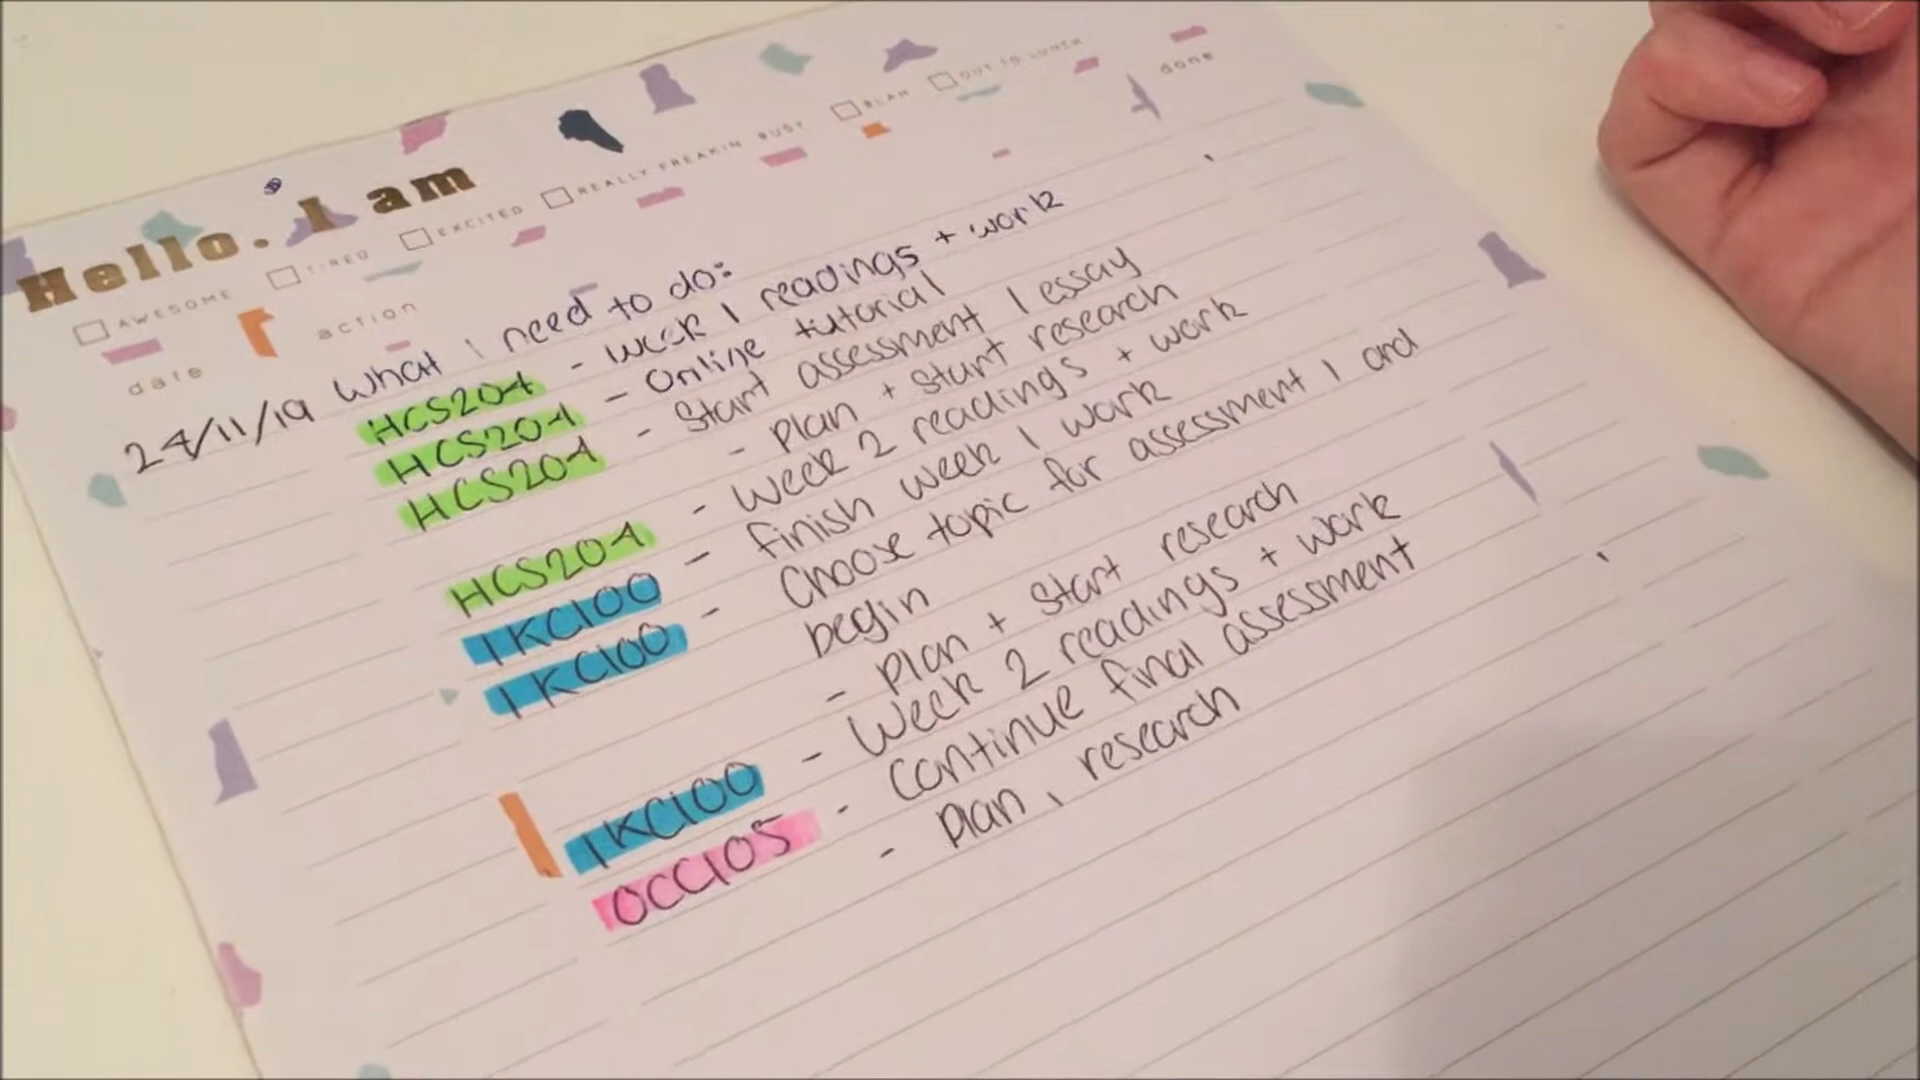 Hello. I am
AWESOME TIRED EXCITED REALLY FREAKIN BUSY BLAH OUT TO LUNCH
date action done
24/11/19 What I need to do:
HCS204 - Week 1 readings + work
HCS204 - Online tutorial
HCS204 - Start assessment 1 essay
- Plan + Start research
HCS204 - Week 2 readings + work
IKC100 - Finish week 1 work
IKC100 - Choose topic for assessment 1 and
begin
- Plan + Start research
IKC100 - Week 2 readings + work
OCC105 - Continue final assessment
- Plan, research